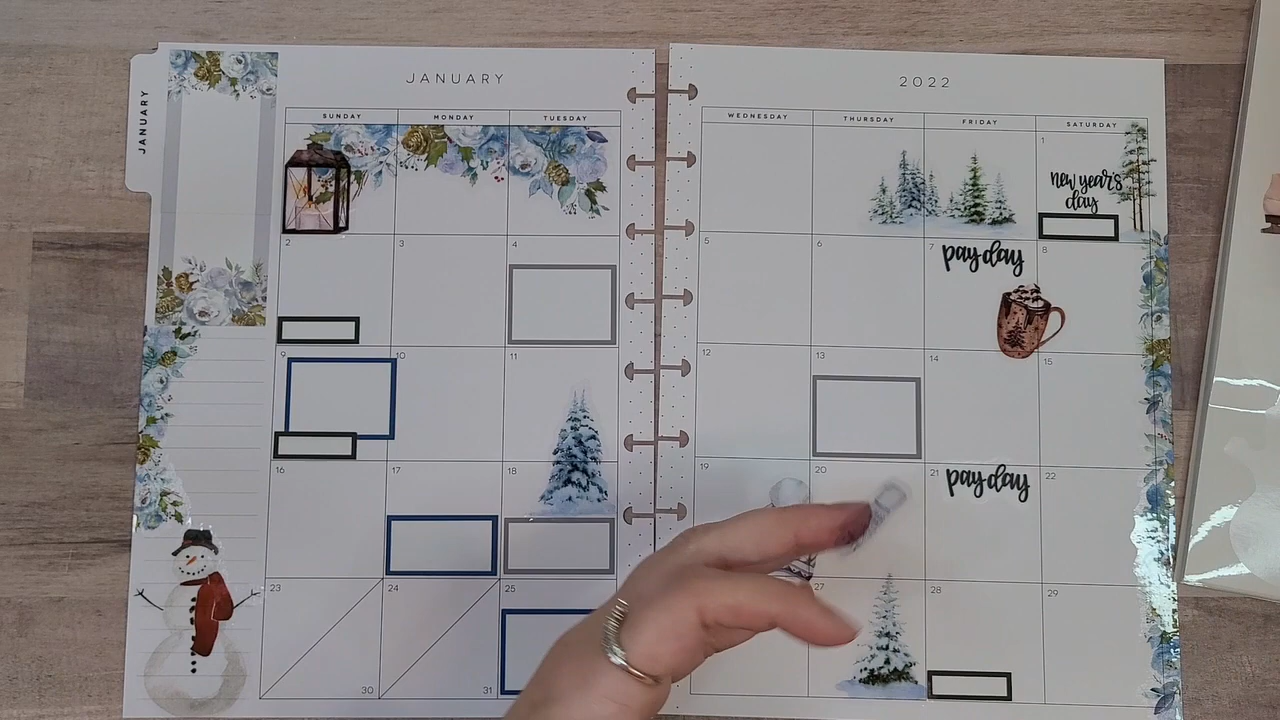 JANUARY
JANUARY
2022
SUNDAY MONDAY TUESDAY
WEDNESDAY THURSDAY FRIDAY SATURDAY
1
new year's
day
2 3 4
5 6 7 8
pay day
9 10 11
12 13 14 15
16 17 18
19 20 21 22
pay day
23 24 25
27 28 29
30 31